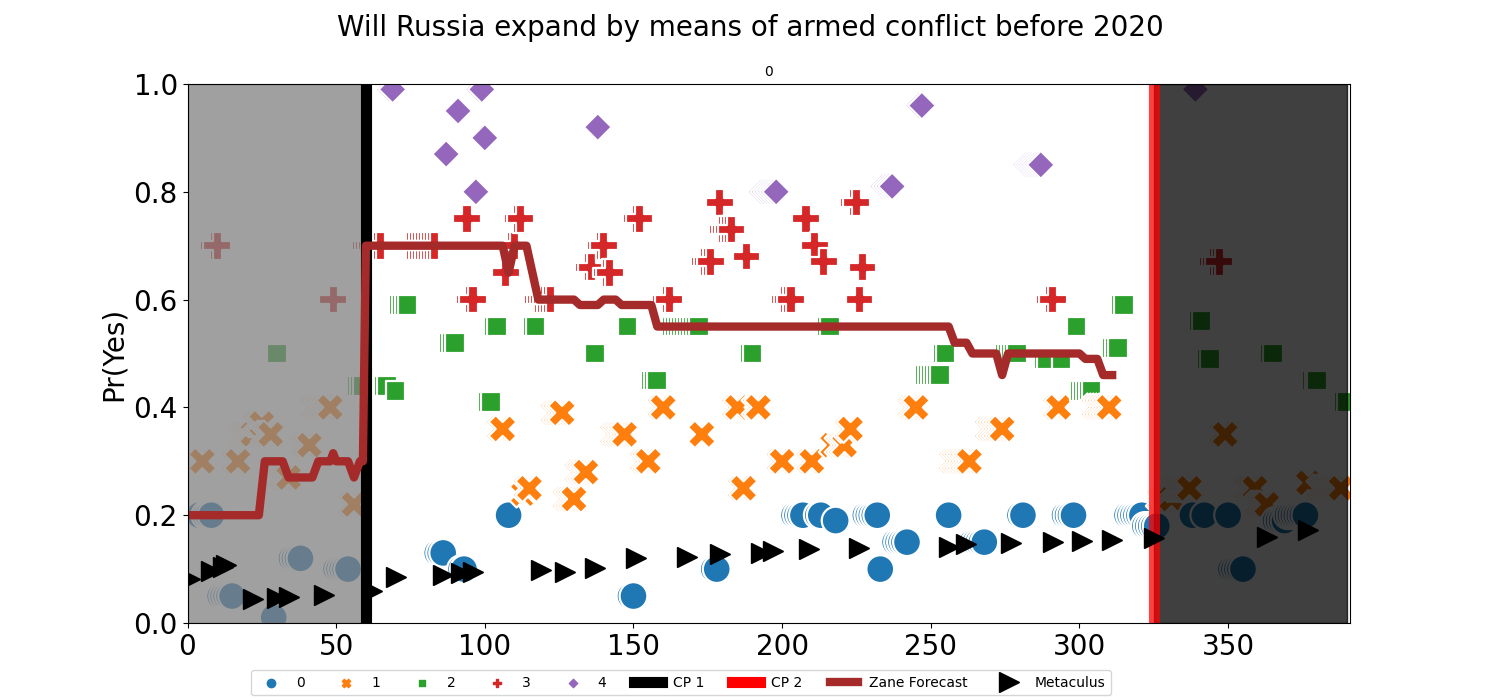 Will Russia expand by means of armed conflict before 2020
0
1.0
0.8
0.6
0.4
0.2
0.0
Pr(Yes)
0 50 100 150 200 250 300 350
0 1 2 3 4 CP 1 CP 2 Zane Forecast Metaculus